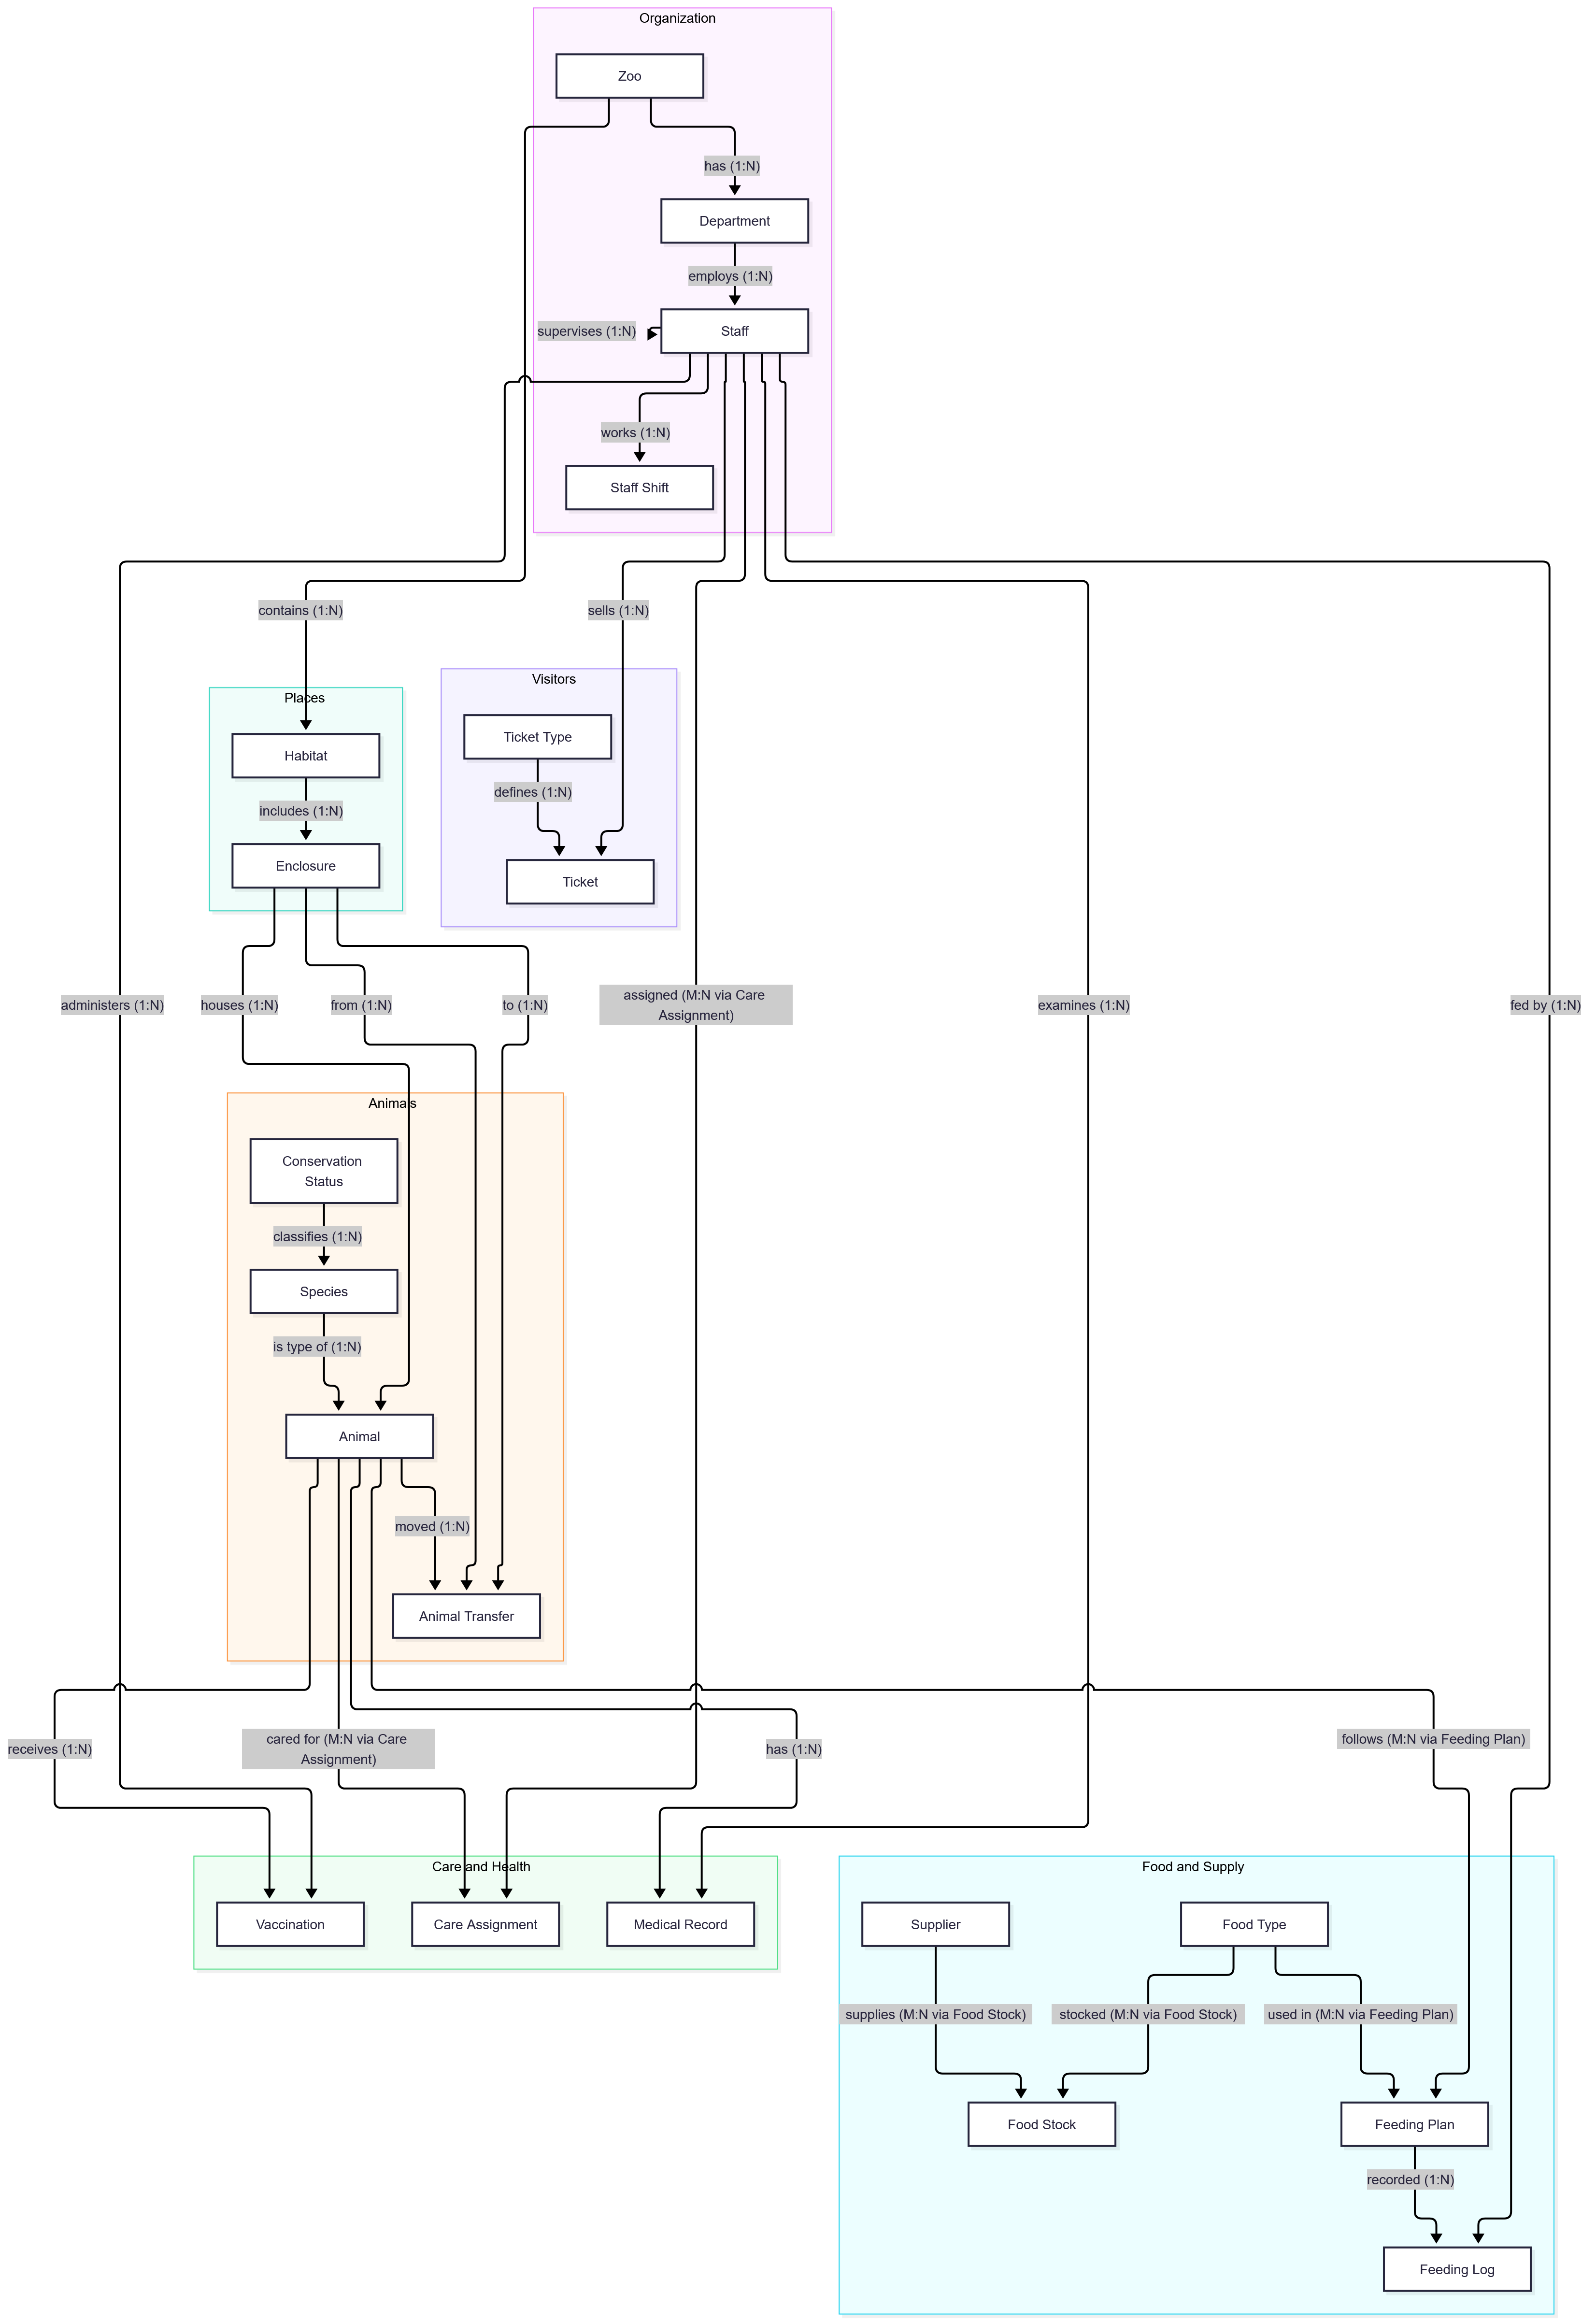 Organization
Zoo
has (1:N)
Department
employs (1:N)
supervises (1:N)
Staff
works (1:N)
Staff Shift
contains (1:N)
sells (1:N)
Places
Habitat
includes (1:N)
Enclosure
Visitors
Ticket Type
defines (1:N)
Ticket
administers (1:N)
houses (1:N)
from (1:N)
to (1:N)
assigned (M:N via Care
Assignment)
examines (1:N)
fed by (1:N)
Animals
Conservation
Status
classifies (1:N)
Species
is type of (1:N)
Animal
moved (1:N)
Animal Transfer
receives (1:N)
cared for (M:N via Care
Assignment)
has (1:N)
follows (M:N via Feeding Plan)
Care and Health
Vaccination
Care Assignment
Medical Record
Food and Supply
Supplier
Food Type
supplies (M:N via Food Stock)
stocked (M:N via Food Stock)
used in (M:N via Feeding Plan)
Food Stock
Feeding Plan
recorded (1:N)
Feeding Log